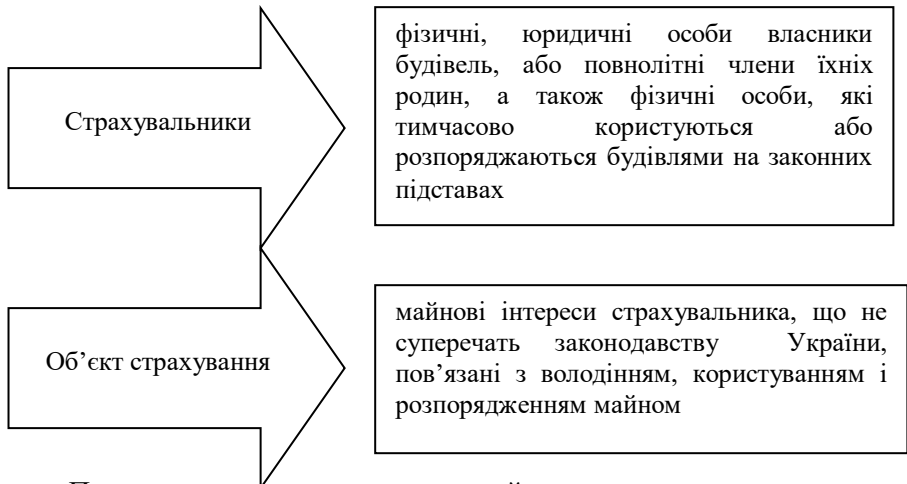 Страхувальники
фізичні, юридичні особи власники
будівель, або повнолітні члени їхніх
родин, а також фізичні особи, які
тимчасово користуються або
розпоряджаються будівлями на законних
підставах
Об’єкт страхування
майнові інтереси страхувальника, що не
суперечать законодавству України,
пов’язані з володінням, користуванням і
розпорядженням майном